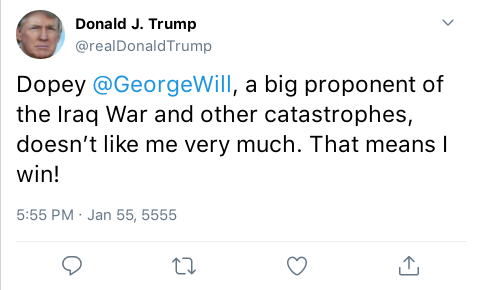 Donald J. Trump
@realDonaldTrump
Dopey @GeorgeWill, a big proponent of
the Iraq War and other catastrophes,
doesn’t like me very much. That means I
win!
5:55 PM · Jan 55, 5555